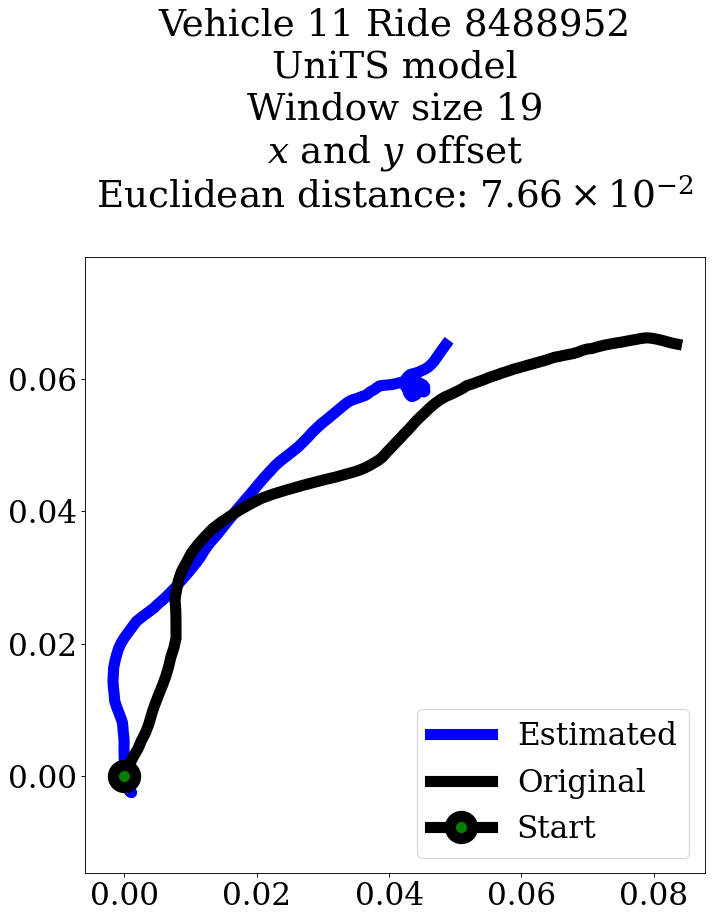 Vehicle 11 Ride 8488952
UniTS model
Window size 19
x and y offset
Euclidean distance: 7.66 × 10⁻²
0.06
0.04
0.02
0.00
Estimated
Original
Start
0.00 0.02 0.04 0.06 0.08